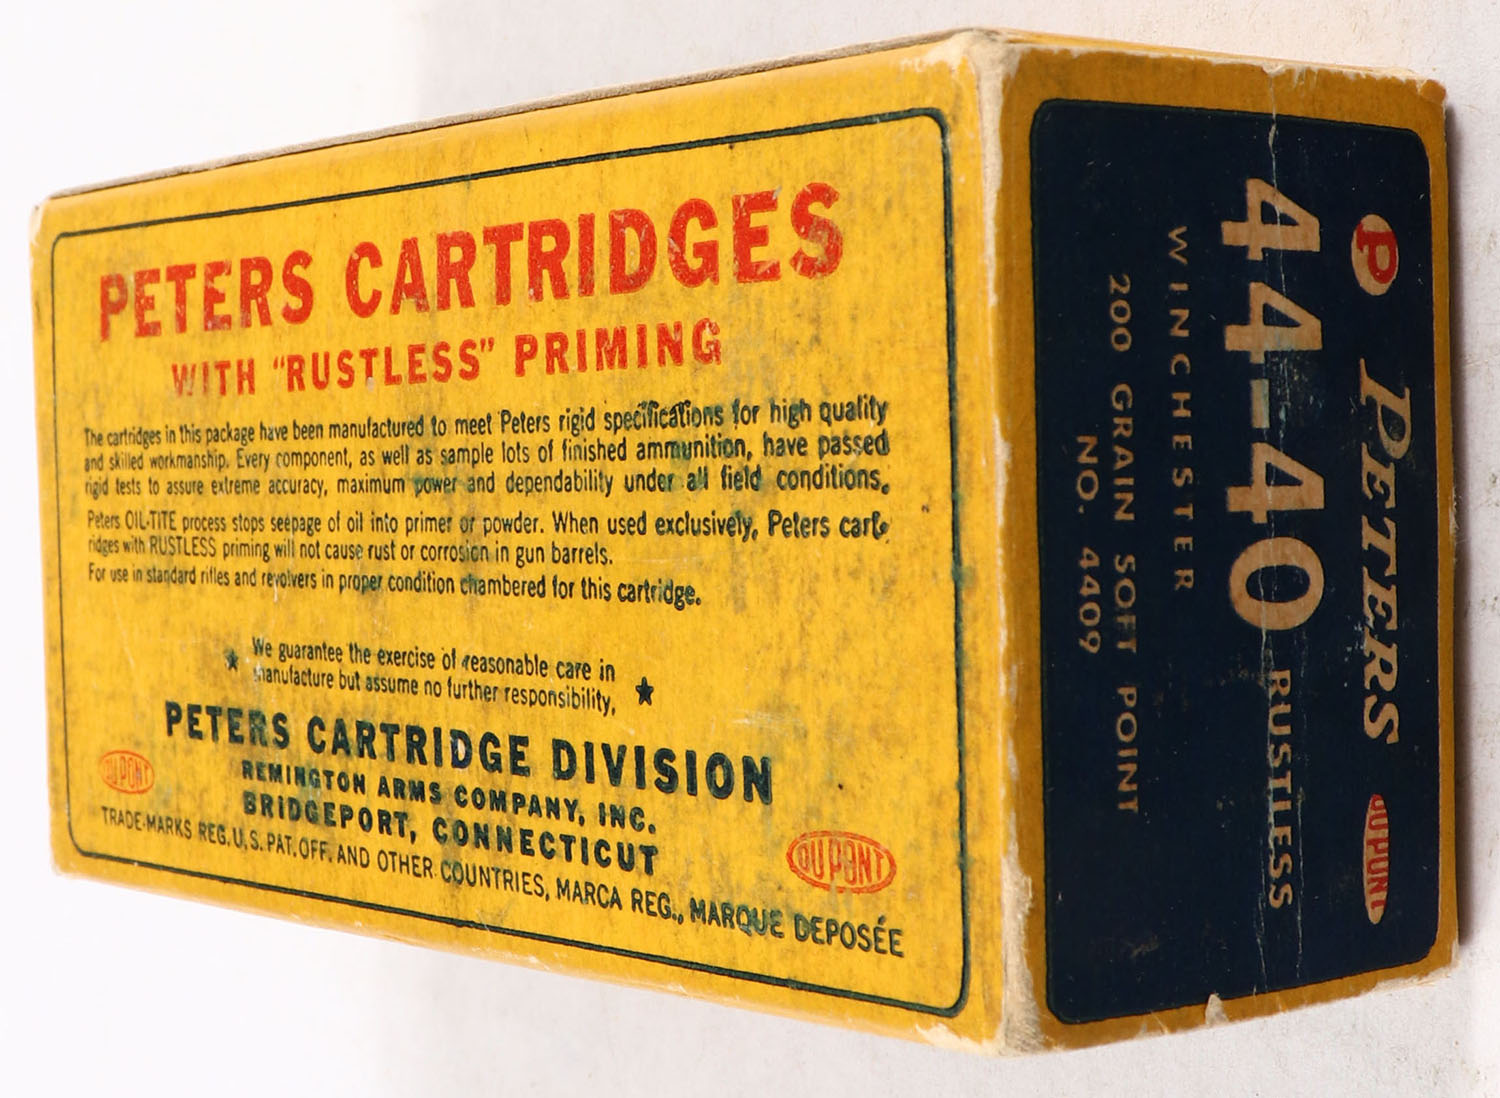 PETERS CARTRIDGES
WITH "RUSTLESS" PRIMING
The cartridges in this package have been manufactured to meet Peters rigid specifications for high quality
and skilled workmanship. Every component, as well as sample lots of finished ammunition, have passed
rigid tests to assure extreme accuracy, maximum power and dependability under all field conditions.
Peters OIL-TITE process stops seepage of oil into primer or powder. When used exclusively, Peters cart-
ridges with RUSTLESS priming will not cause rust or corrosion in gun barrels.
For use in standard rifles and revolvers in proper condition chambered for this cartridge.
We guarantee the exercise of reasonable care in
manufacture but assume no further responsibility.
PETERS CARTRIDGE DIVISION
REMINGTON ARMS COMPANY, INC.
BRIDGEPORT, CONNECTICUT
DU PONT
DU PONT
TRADE-MARKS REG. U.S. PAT. OFF. AND OTHER COUNTRIES, MARCA REG., MARQUE DEPOSÉE
P PETERS DU PONT
44-40 RUSTLESS
WINCHESTER
200 GRAIN SOFT POINT
NO. 4409